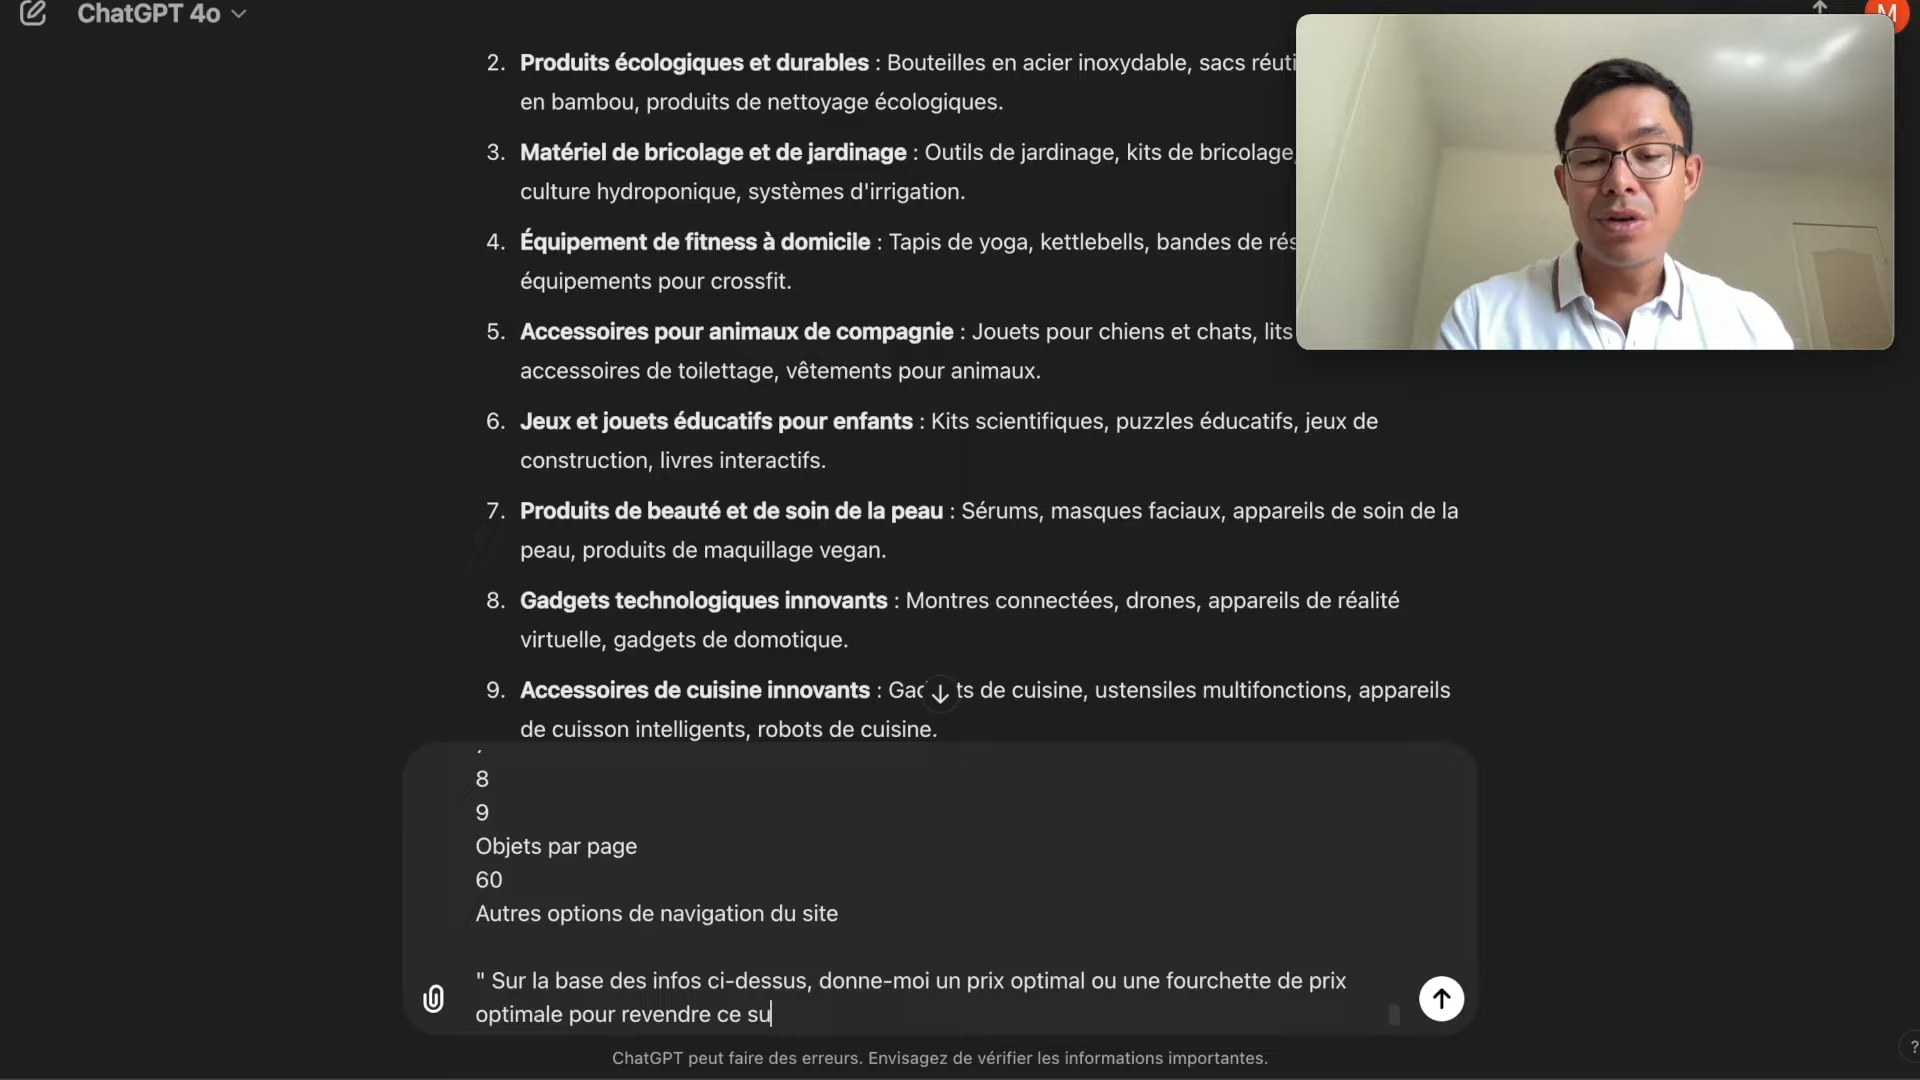 ChatGPT 4o
M
2. Produits écologiques et durables : Bouteilles en acier inoxydable, sacs
en bambou, produits de nettoyage écologiques.
3. Matériel de bricolage et de jardinage : Outils de jardinage, kits de bricolage,
culture hydroponique, systèmes d'irrigation.
4. Équipement de fitness à domicile : Tapis de yoga, kettlebells, bandes de
équipements pour crossfit.
5. Accessoires pour animaux de compagnie : Jouets pour chiens et chats, lits
accessoires de toilettage, vêtements pour animaux.
6. Jeux et jouets éducatifs pour enfants : Kits scientifiques, puzzles éducatifs, jeux de
construction, livres interactifs.
7. Produits de beauté et de soin de la peau : Sérums, masques faciaux, appareils de soin de la
peau, produits de maquillage vegan.
8. Gadgets technologiques innovants : Montres connectées, drones, appareils de réalité
virtuelle, gadgets de domotique.
9. Accessoires de cuisine innovants : de cuisine, ustensiles multifonctions, appareils
de cuisson intelligents, robots de cuisine.
8
9
Objets par page
60
Autres options de navigation du site
" Sur la base des infos ci-dessus, donne-moi un prix optimal ou une fourchette de prix
optimale pour revendre ce su
ChatGPT peut faire des erreurs. Envisagez de vérifier les informations importantes.
?